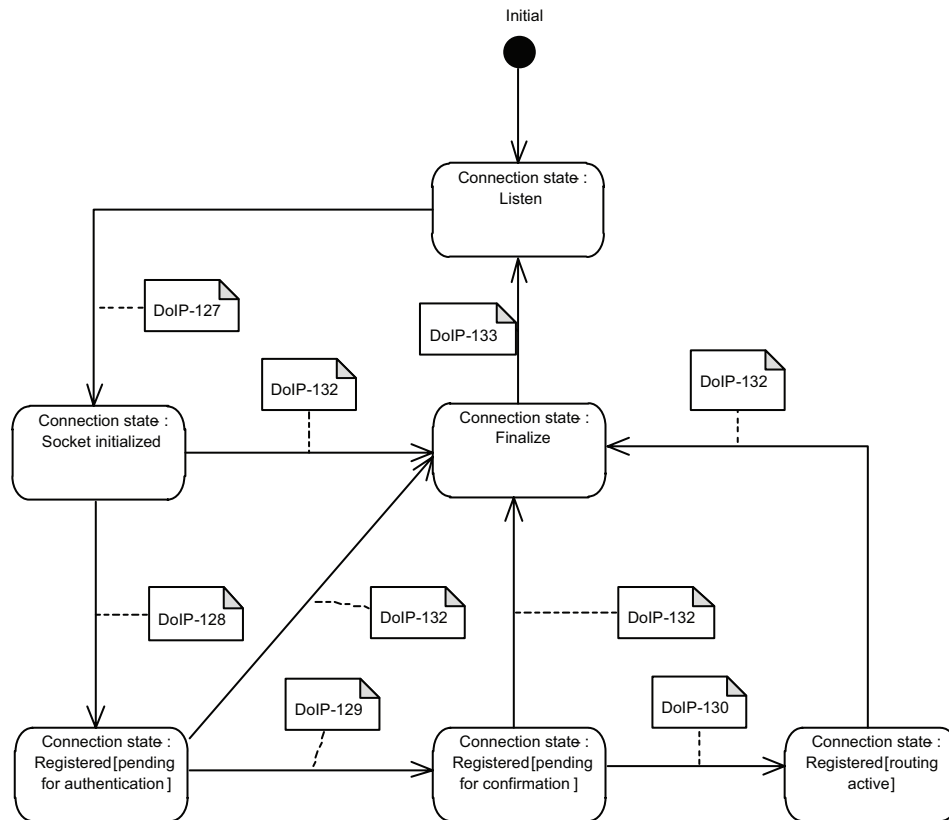 Initial
Connection state :
Listen
DoIP-127
DoIP-133
DoIP-132
DoIP-132
Connection state :
Socket initialized
Connection state :
Finalize
DoIP-128
DoIP-132
DoIP-132
DoIP-129
DoIP-130
Connection state :
Registered[pending
for authentication ]
Connection state :
Registered[pending
for confirmation ]
Connection state :
Registered[routing
active]